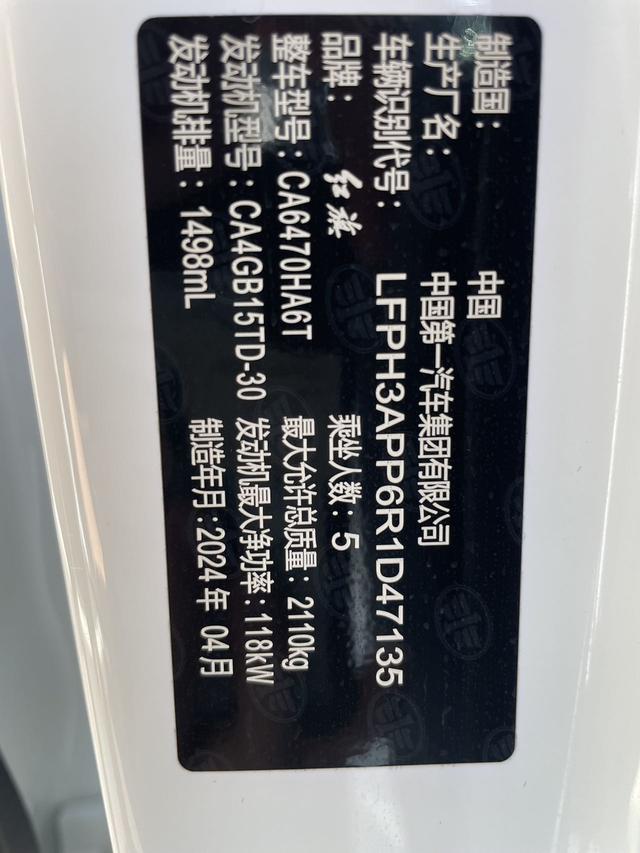 制造国： 中国
生产厂名： 中国第一汽车集团有限公司
车辆识别代号： LFPH3APP6R1D47135
品牌： 红旗 乘坐人数：5
整车型号：CA6470HA6T 最大允许总质量：2110kg
发动机型号：CA4GB15TD-30 发动机最大净功率：118kW
发动机排量：1498mL 制造年月：2024年 04月